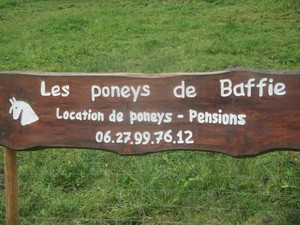 Les poneys de Baffie
Location de poneys - Pensions
06.27.99.76.12